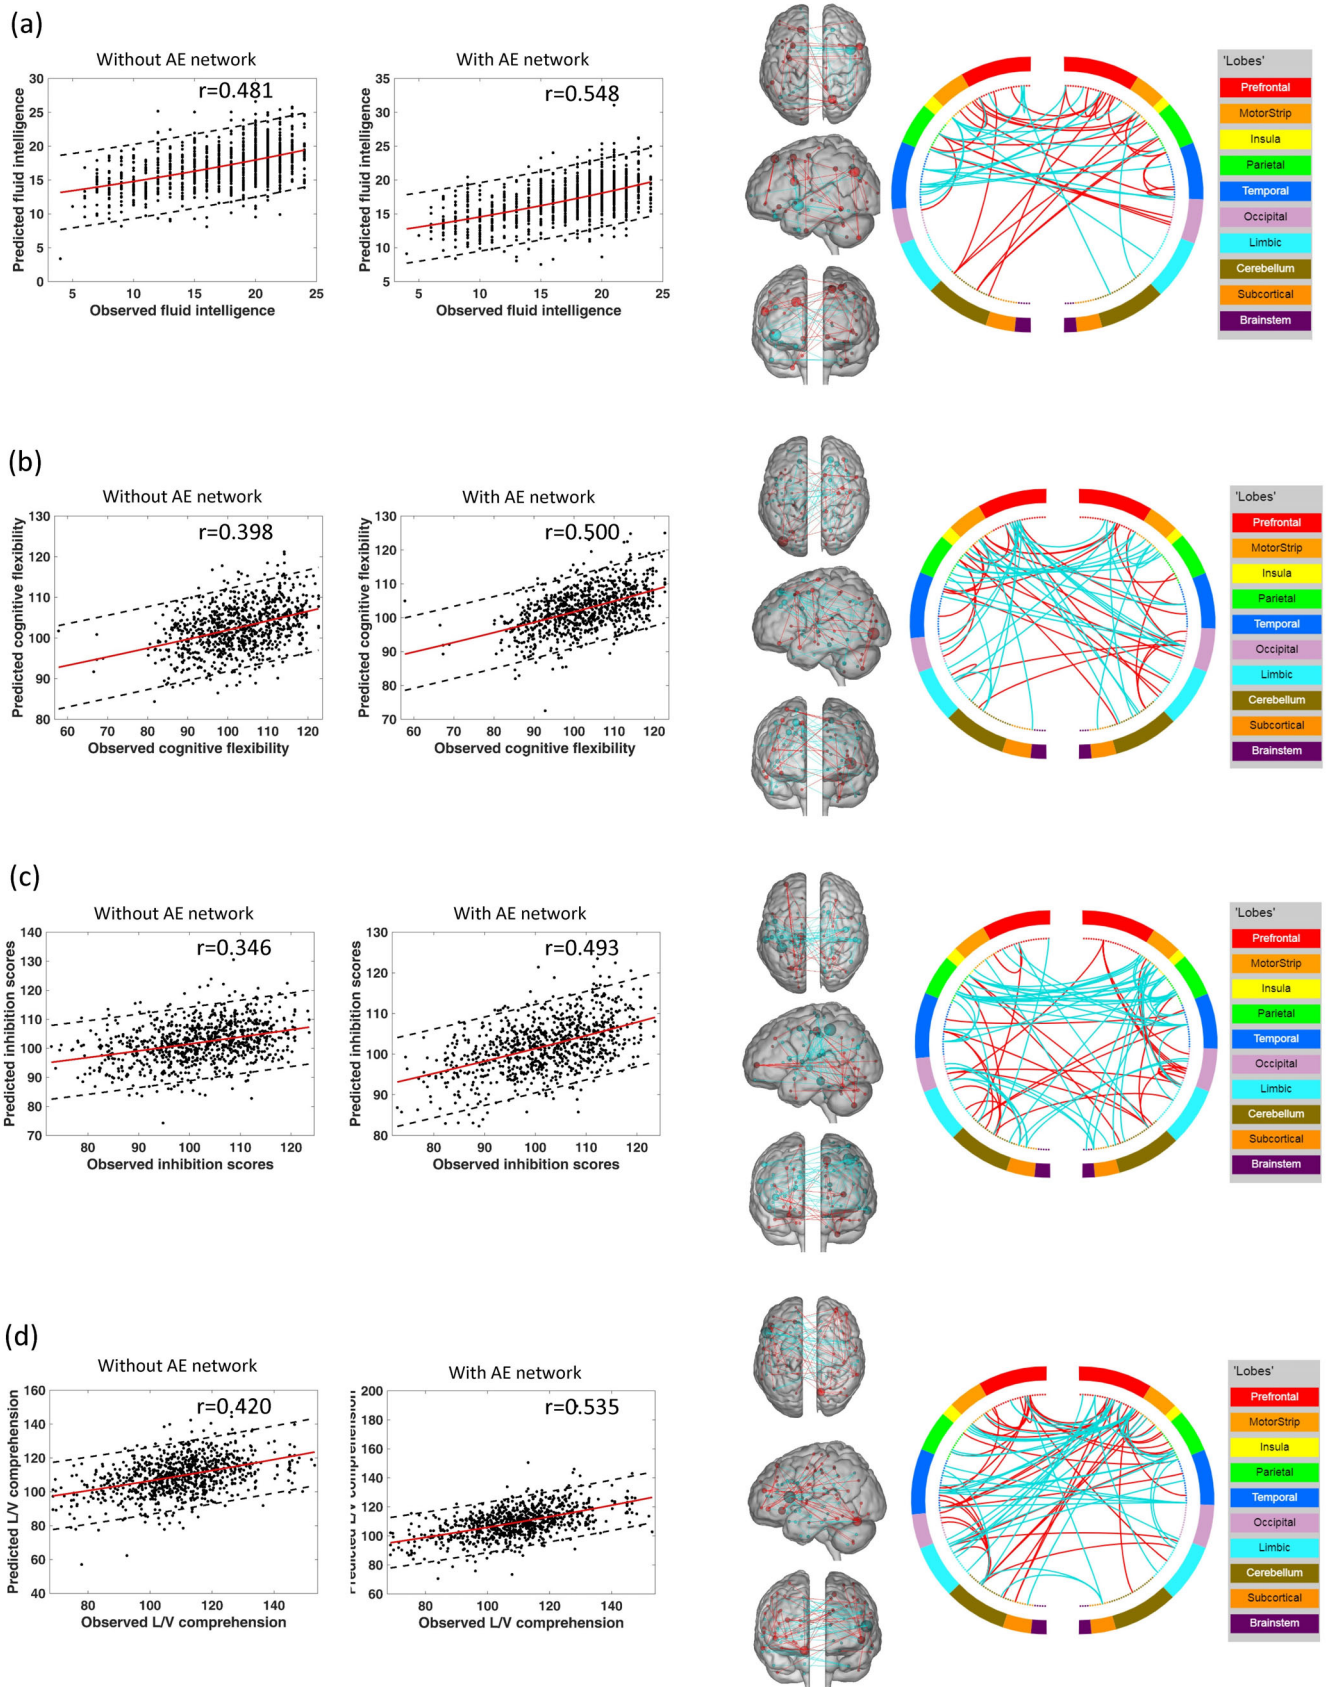 (a)
Without AE network
r=0.481
Predicted fluid intelligence
30
25
20
15
10
5
0
5
10
15
20
25
Observed fluid intelligence
With AE network
r=0.548
Predicted fluid intelligence
35
30
25
20
15
10
5
5
10
15
20
25
Observed fluid intelligence
'Lobes'
Prefrontal
MotorStrip
Insula
Parietal
Temporal
Occipital
Limbic
Cerebellum
Subcortical
Brainstem
(b)
Without AE network
r=0.398
Predicted cognitive flexibility
130
120
110
100
90
80
60
70
80
90
100
110
120
Observed cognitive flexibility
With AE network
r=0.500
Predicted cognitive flexibility
130
120
110
100
90
80
70
60
70
80
90
100
110
120
Observed cognitive flexibility
'Lobes'
Prefrontal
MotorStrip
Insula
Parietal
Temporal
Occipital
Limbic
Cerebellum
Subcortical
Brainstem
(c)
Without AE network
r=0.346
Predicted inhibition scores
140
130
120
110
100
90
80
70
80
90
100
110
120
Observed inhibition scores
With AE network
r=0.493
Predicted inhibition scores
130
120
110
100
90
80
80
90
100
110
120
Observed inhibition scores
'Lobes'
Prefrontal
MotorStrip
Insula
Parietal
Temporal
Occipital
Limbic
Cerebellum
Subcortical
Brainstem
(d)
Without AE network
r=0.420
Predicted L/V comprehension
160
140
120
100
80
60
40
80
100
120
140
Observed L/V comprehension
With AE network
r=0.535
L/V comprehension
200
180
160
140
120
100
80
60
80
100
120
140
Observed L/V comprehension
'Lobes'
Prefrontal
MotorStrip
Insula
Parietal
Temporal
Occipital
Limbic
Cerebellum
Subcortical
Brainstem